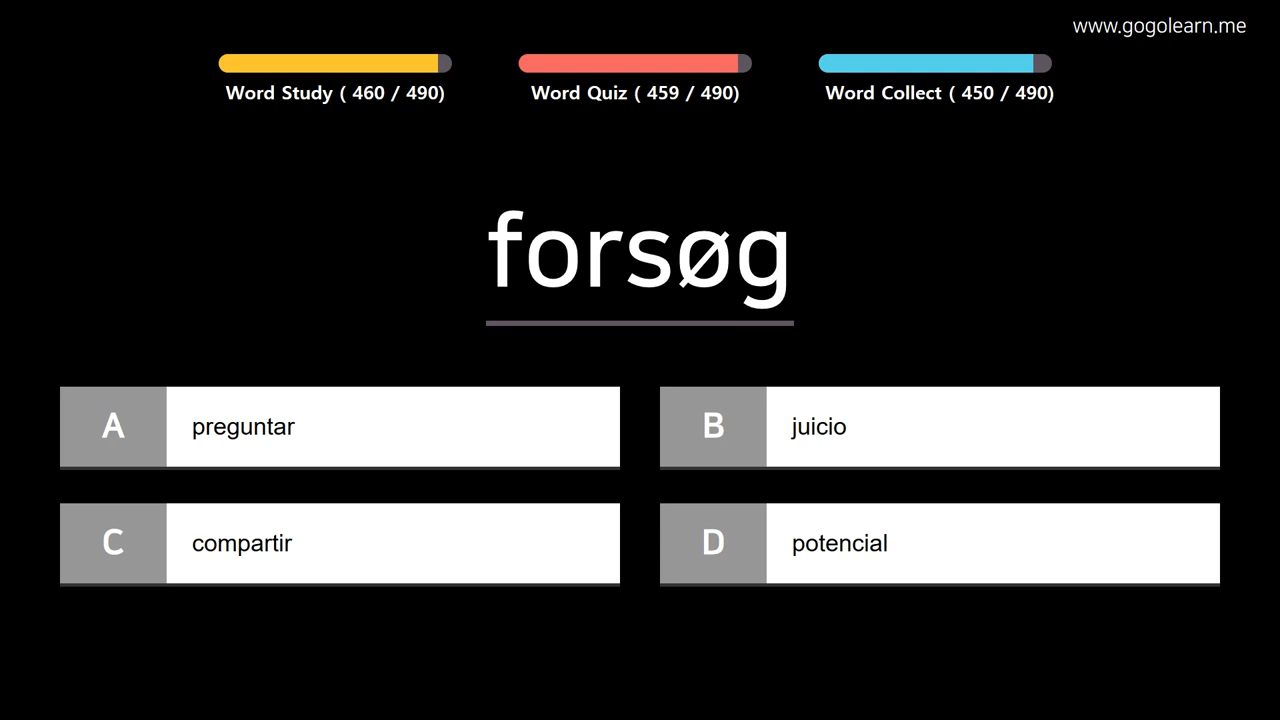 www.gogolearn.me
Word Study ( 460 / 490)
Word Quiz ( 459 / 490)
Word Collect ( 450 / 490)
forsøg
A preguntar
B juicio
C compartir
D potencial